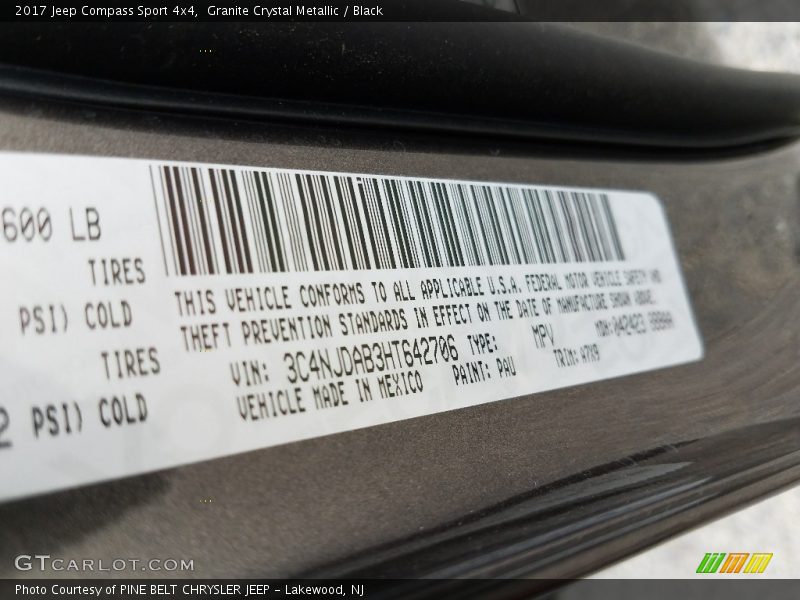 2017 Jeep Compass Sport 4x4,  Granite Crystal Metallic / Black
600 LB
TIRES
PSI) COLD
TIRES
2 PSI) COLD
THIS VEHICLE CONFORMS TO ALL APPLICABLE U.S.A. FEDERAL MOTOR VEHICLE SAFETY AND
THEFT PREVENTION STANDARDS IN EFFECT ON THE DATE OF MANUFACTURE SHOWN ABOVE.
VIN: 3C4NJDAB3HT642706 TYPE: MPV
VEHICLE MADE IN MEXICO PAINT: PAU TRIM: A7X9
GTCARLOT.COM
Photo Courtesy of PINE BELT CHRYSLER JEEP - Lakewood, NJ